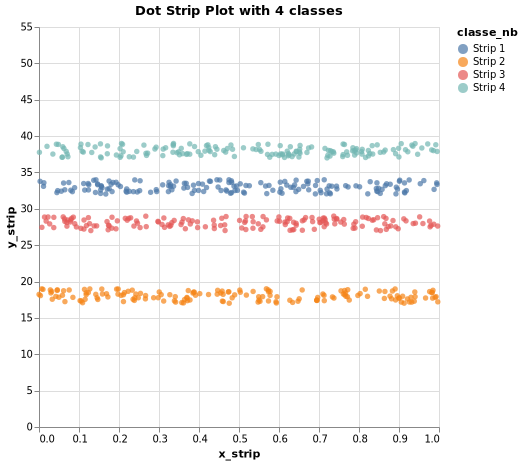 Dot Strip Plot with 4 classes
classe_nb
Strip 1
Strip 2
Strip 3
Strip 4
y_strip
55
50
45
40
35
30
25
20
15
10
5
0
0.0 0.1 0.2 0.3 0.4 0.5 0.6 0.7 0.8 0.9 1.0
x_strip